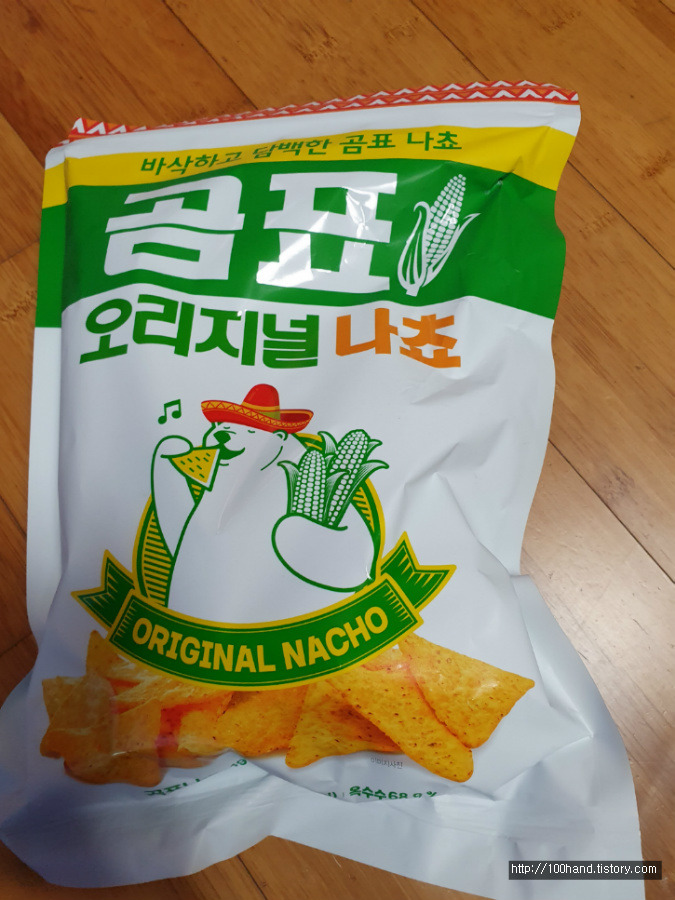 바삭하고 담백한 곰표 나쵸
곰표
오리지널 나쵸
ORIGINAL NACHO
옥수수68
http://100hand.tistory.com